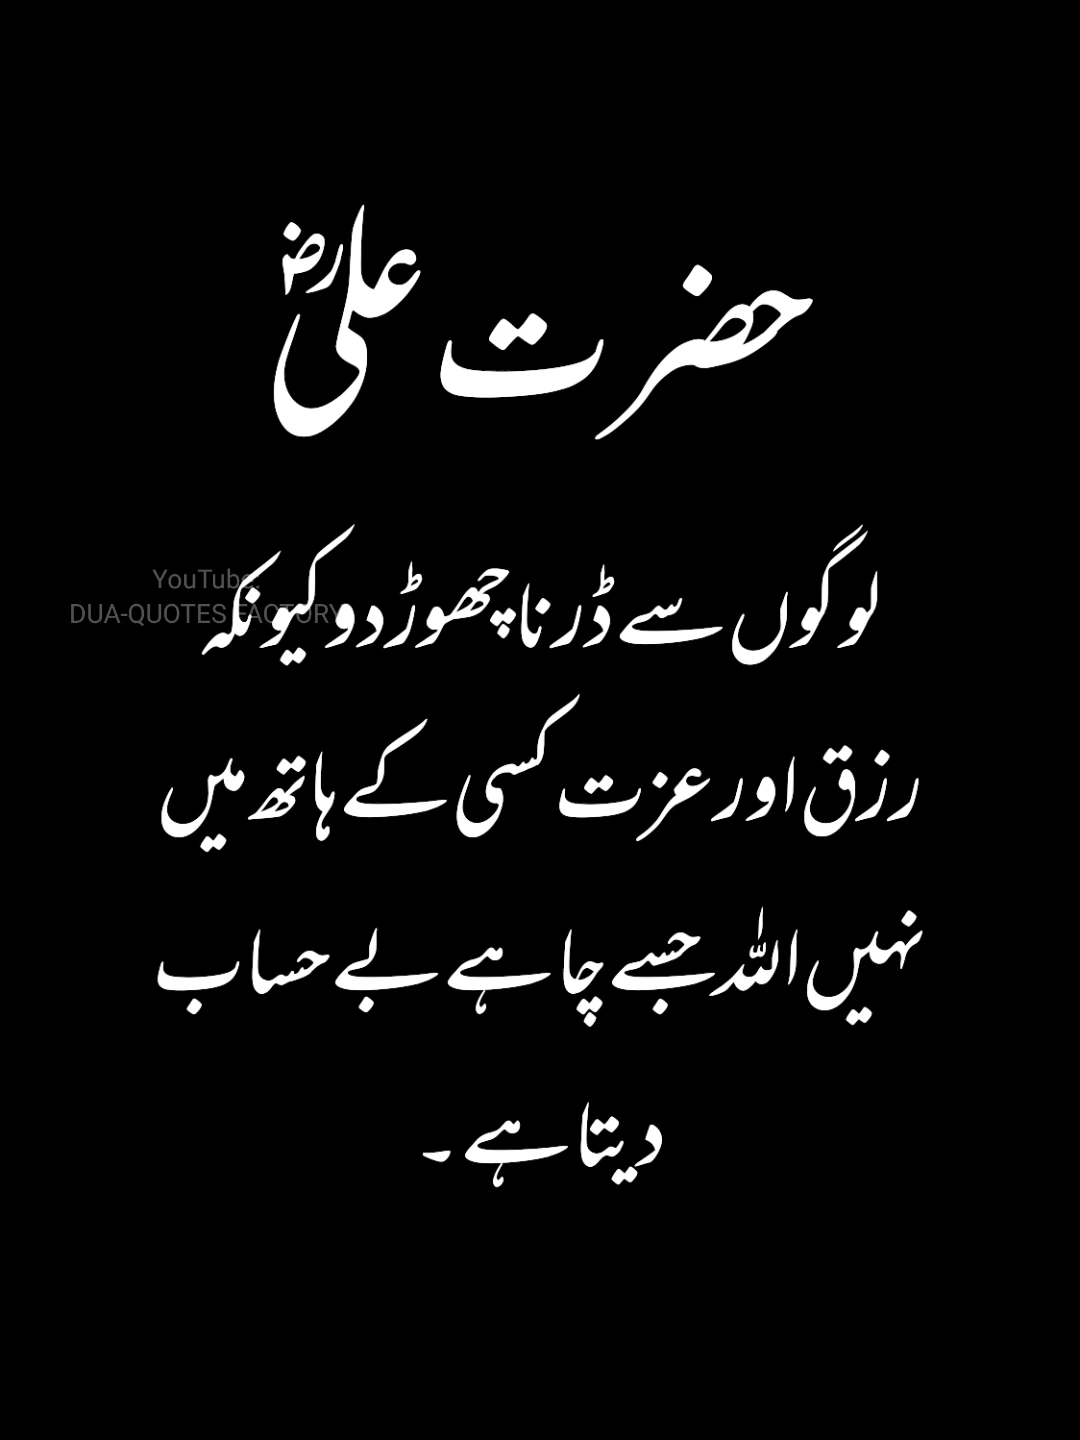 حضرت علیؓ
لوگوں سے ڈرنا چھوڑ دو کیونکہ
رزق اور عزت کسی کے ہاتھ میں
نہیں اللہ جسے چاہے بے حساب
دیتا ہے۔
YouTube:
DUA-QUOTES FACTORY